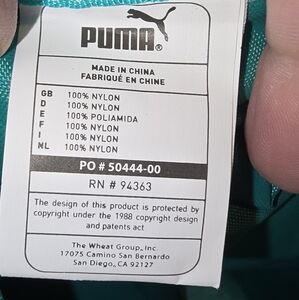 PUMA®
MADE IN CHINA
FABRIQUÉ EN CHINE
GB 100% NYLON
D 100% NYLON
E 100% POLIAMIDA
F 100% NYLON
I 100% NYLON
NL 100% NYLON
PO # 50444-00
RN # 94363
The design of this product is protected by
copyright under the 1988 copyright design
and patents act
The Wheat Group, Inc.
17075 Camino San Bernardo
San Diego, CA 92127